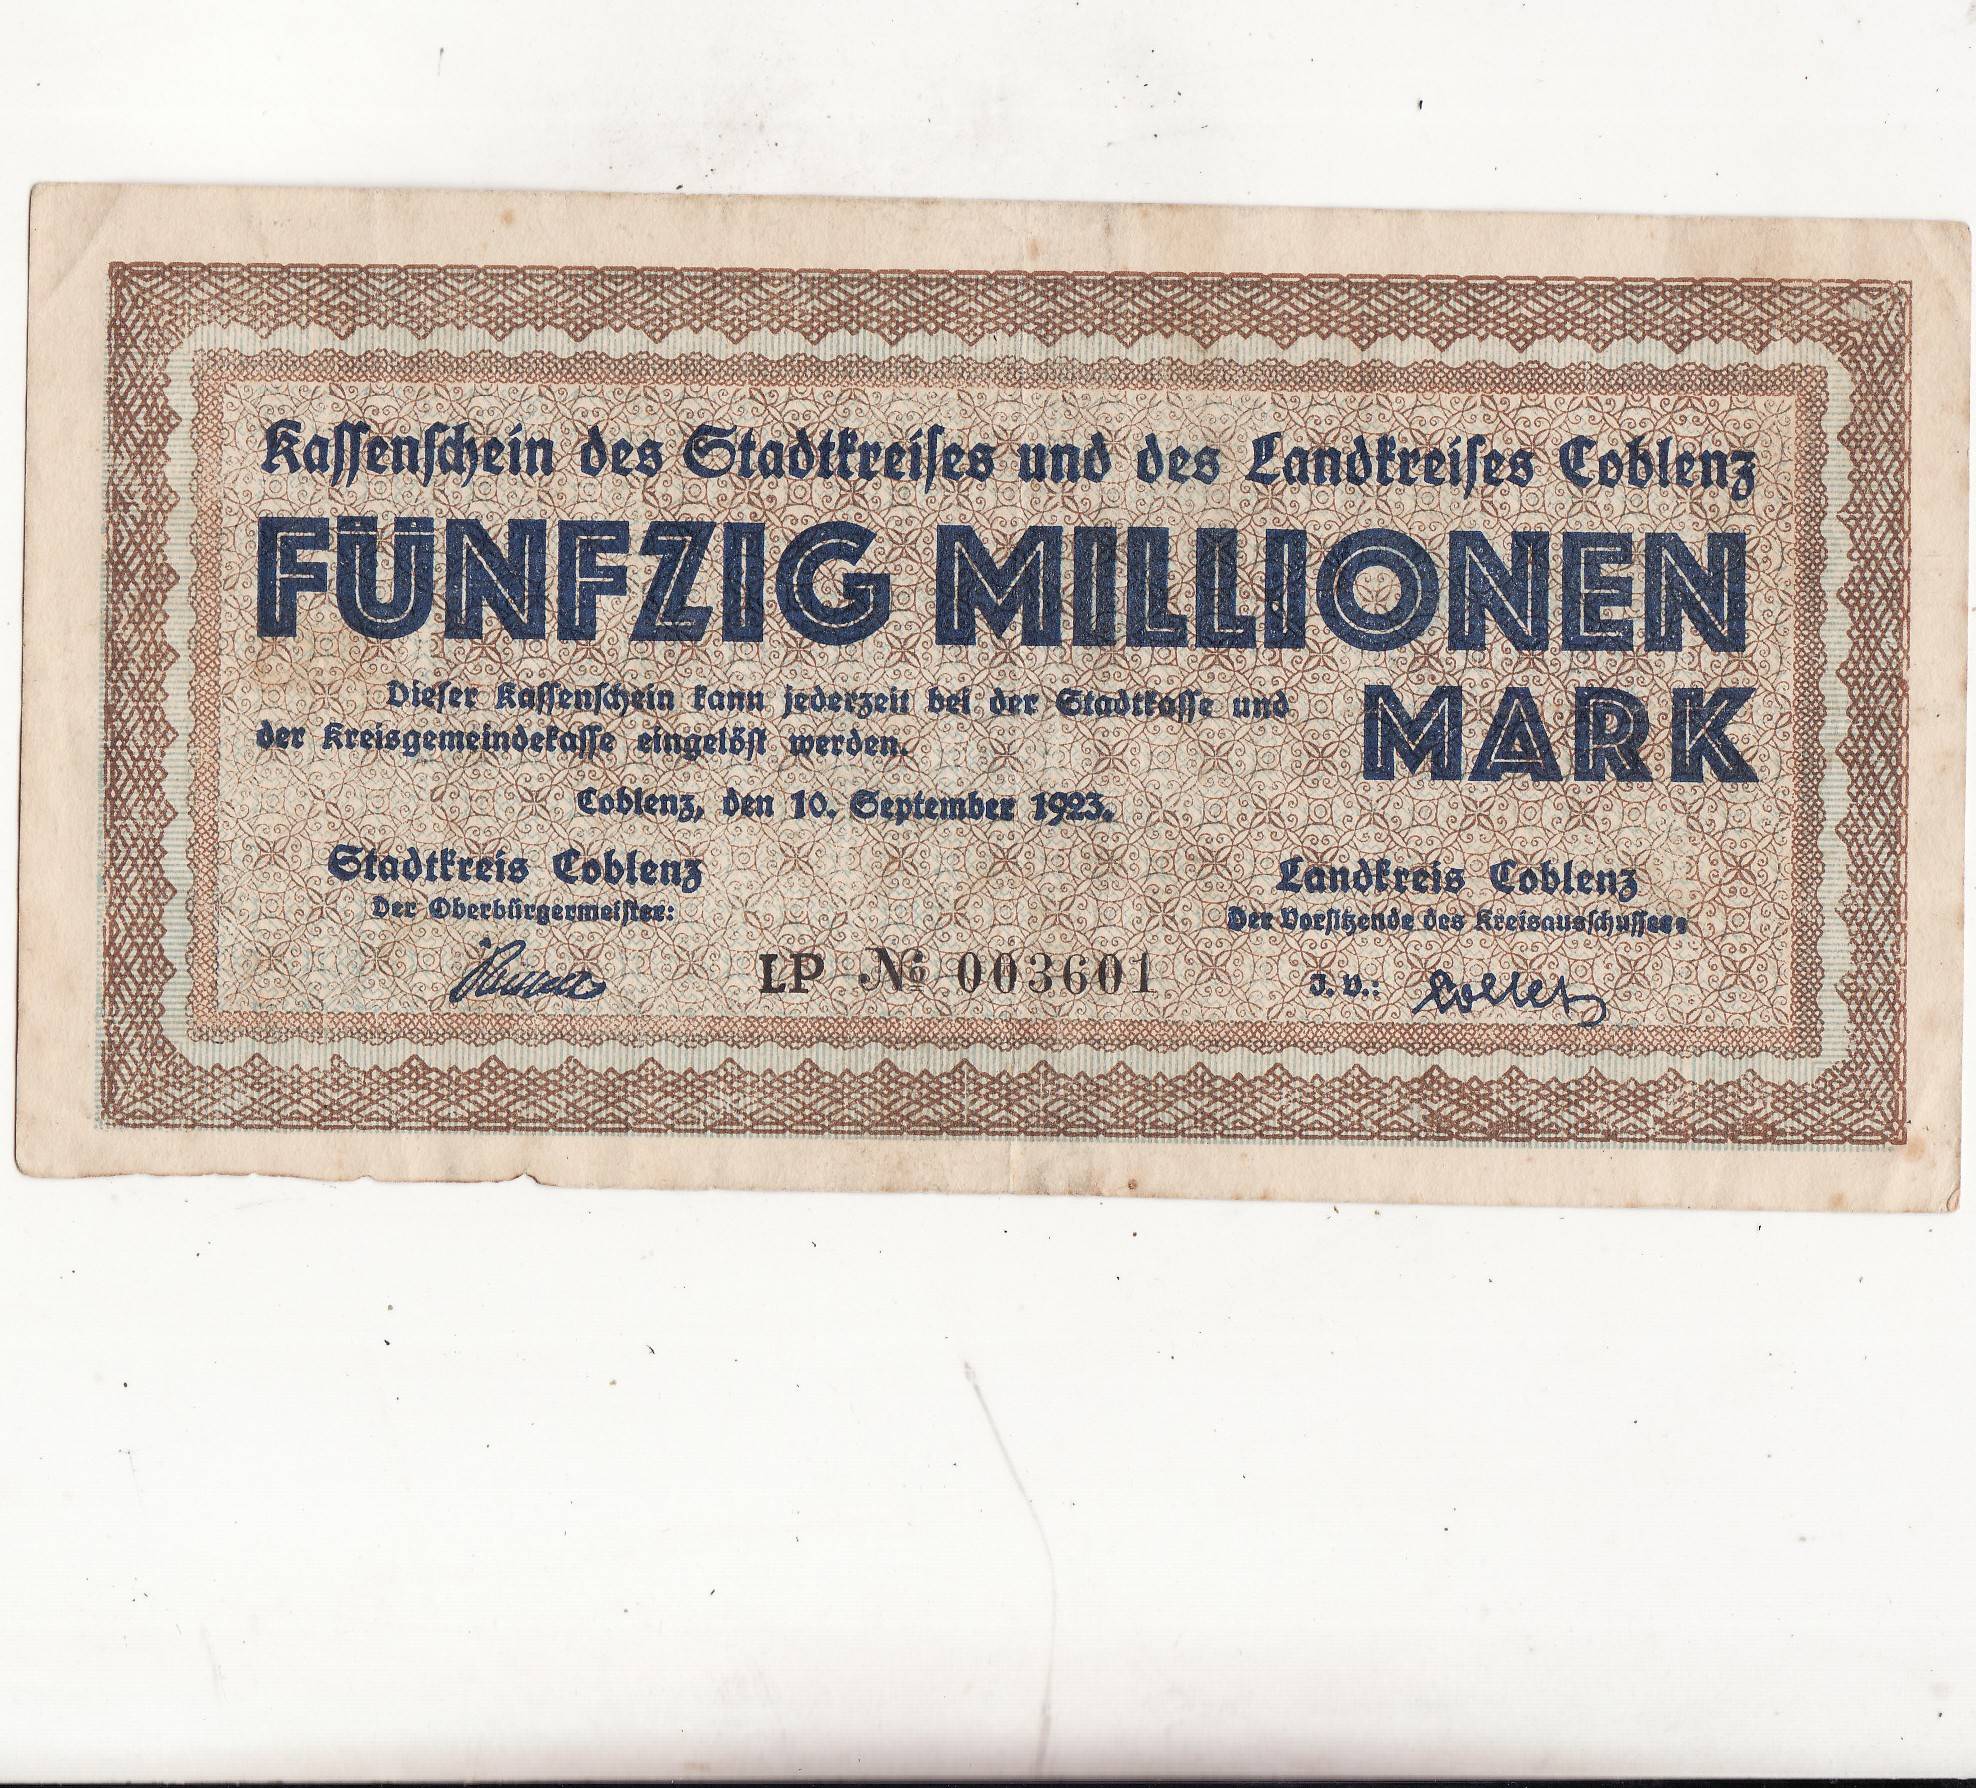 Kassenschein des Stadtkreises und des Landkreises Coblenz
FÜNFZIG MILLIONEN
MARK
Dieser Kassenschein kann jederzeit bei der Stadtkasse und
der Kreisgemeindekasse eingelöst werden.
Coblenz, den 10. September 1923.
Stadtkreis Coblenz
Der Oberbürgermeister:
Landkreis Coblenz
Der Vorsitzende des Kreisausschusses:
LP № 003601
J. V.: